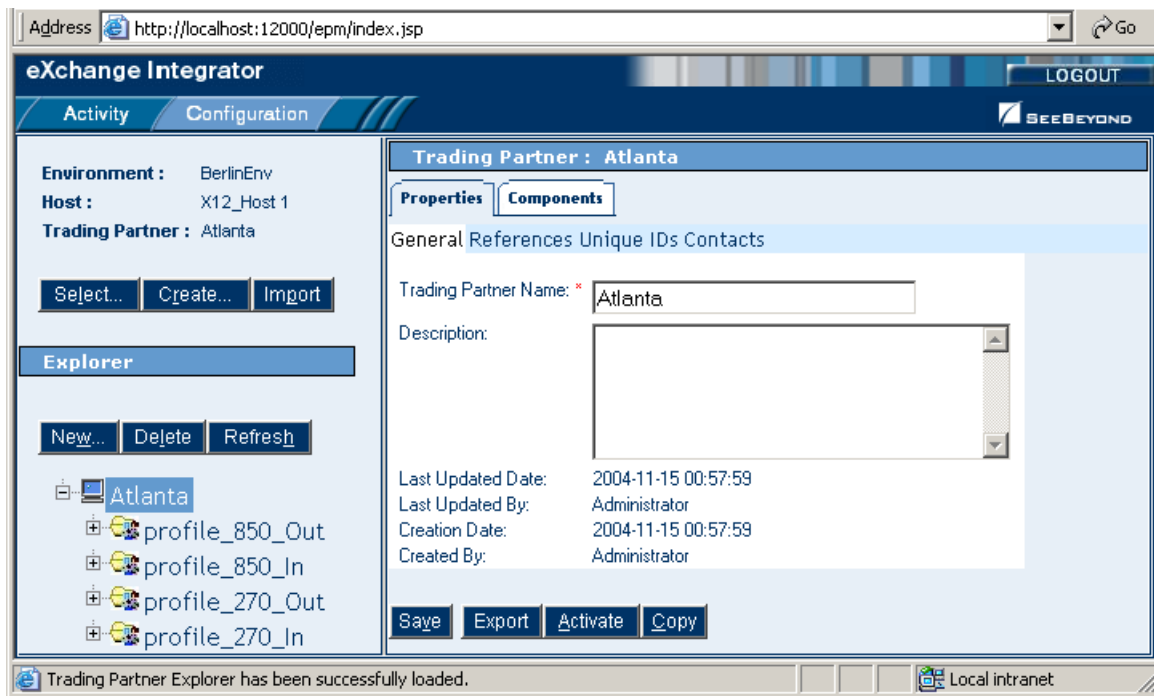 Address http://localhost:12000/epm/index.jsp Go
eXchange Integrator
LOGOUT
Activity Configuration
SEEBEYOND
Environment : BerlinEnv
Host : X12_Host 1
Trading Partner : Atlanta
Select... Create... Import
Explorer
New... Delete Refresh
Atlanta
profile_850_Out
profile_850_In
profile_270_Out
profile_270_In
Trading Partner : Atlanta
Properties Components
General References Unique IDs Contacts
Trading Partner Name: * Atlanta
Description:
Last Updated Date: 2004-11-15 00:57:59
Last Updated By: Administrator
Creation Date: 2004-11-15 00:57:59
Created By: Administrator
Save Export Activate Copy
Trading Partner Explorer has been successfully loaded. Local intranet